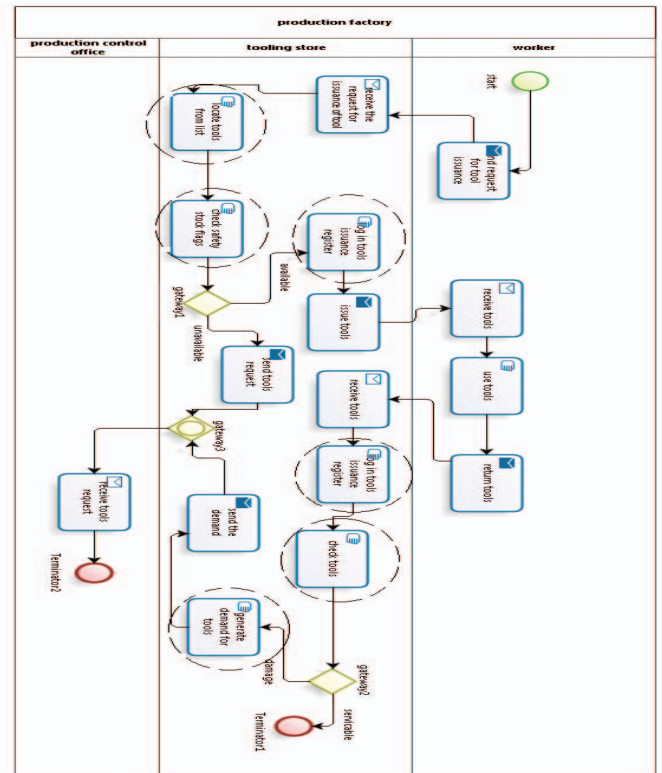 production factory
production control
office
tooling store
worker
start
nd request
for tool
issuance
receive the
request for
issuance of tool
locate tools
from list
check safety
stock flags
gateway1
available
unavailable
log in tools
issuance
register
issue tools
receive tools
use tools
return tools
receive tools
log in tools
issuance
register
check tools
gateway2
servirable
Terminator1
damage
generate
demand for
tools
send the
demand
send tools
request
gateway3
receive tools
request
Terminator2